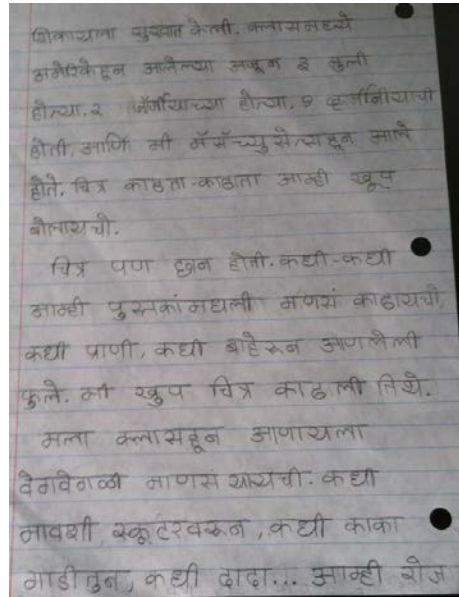 शिकायला सुरुवात केली. क्लासमध्ये
अमेरिकेहून आलेल्या अजून ३ मुली
होत्या. २ जॉर्जीयाच्या होत्या, १ व्हर्जीनियाची
होती, आणि मी मॅसॅच्युसेत्सहून आले
होते. चित्र काढता-काढाता आम्ही खूप
बोलायचो.
चित्र पण छान होती. कधी-कधी
आम्ही पुस्तकांमधली माणसं काढायचो,
कधी पाणी, कधी बाहेरून आणलेली
फुले. मी खुप चित्र काढली तिथे.
मला क्लासहून आणायला
वेगवेगळी माणसं यायची. कधी
मावशी, स्कूटरवरून, कधी काका
गाडीतुन, कधी दादा... आम्ही रोज